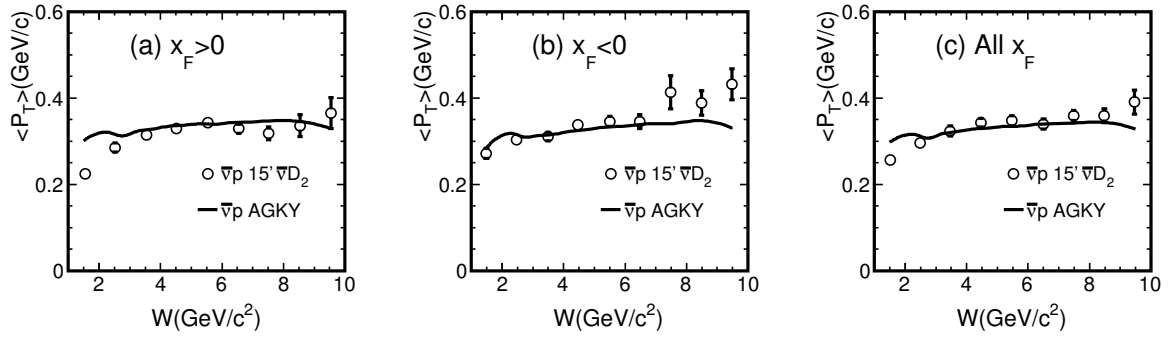 <P_T>(GeV/c)
0.6
0.4
0.2
0
(a) x_F>0
ν̅p 15' ν̅D_2
ν̅p AGKY
2 4 6 8 10
W(GeV/c^2)
<P_T>(GeV/c)
0.6
0.4
0.2
0
(b) x_F<0
ν̅p 15' ν̅D_2
ν̅p AGKY
2 4 6 8 10
W(GeV/c^2)
<P_T>(GeV/c)
0.6
0.4
0.2
0
(c) All x_F
ν̅p 15' ν̅D_2
ν̅p AGKY
2 4 6 8 10
W(GeV/c^2)